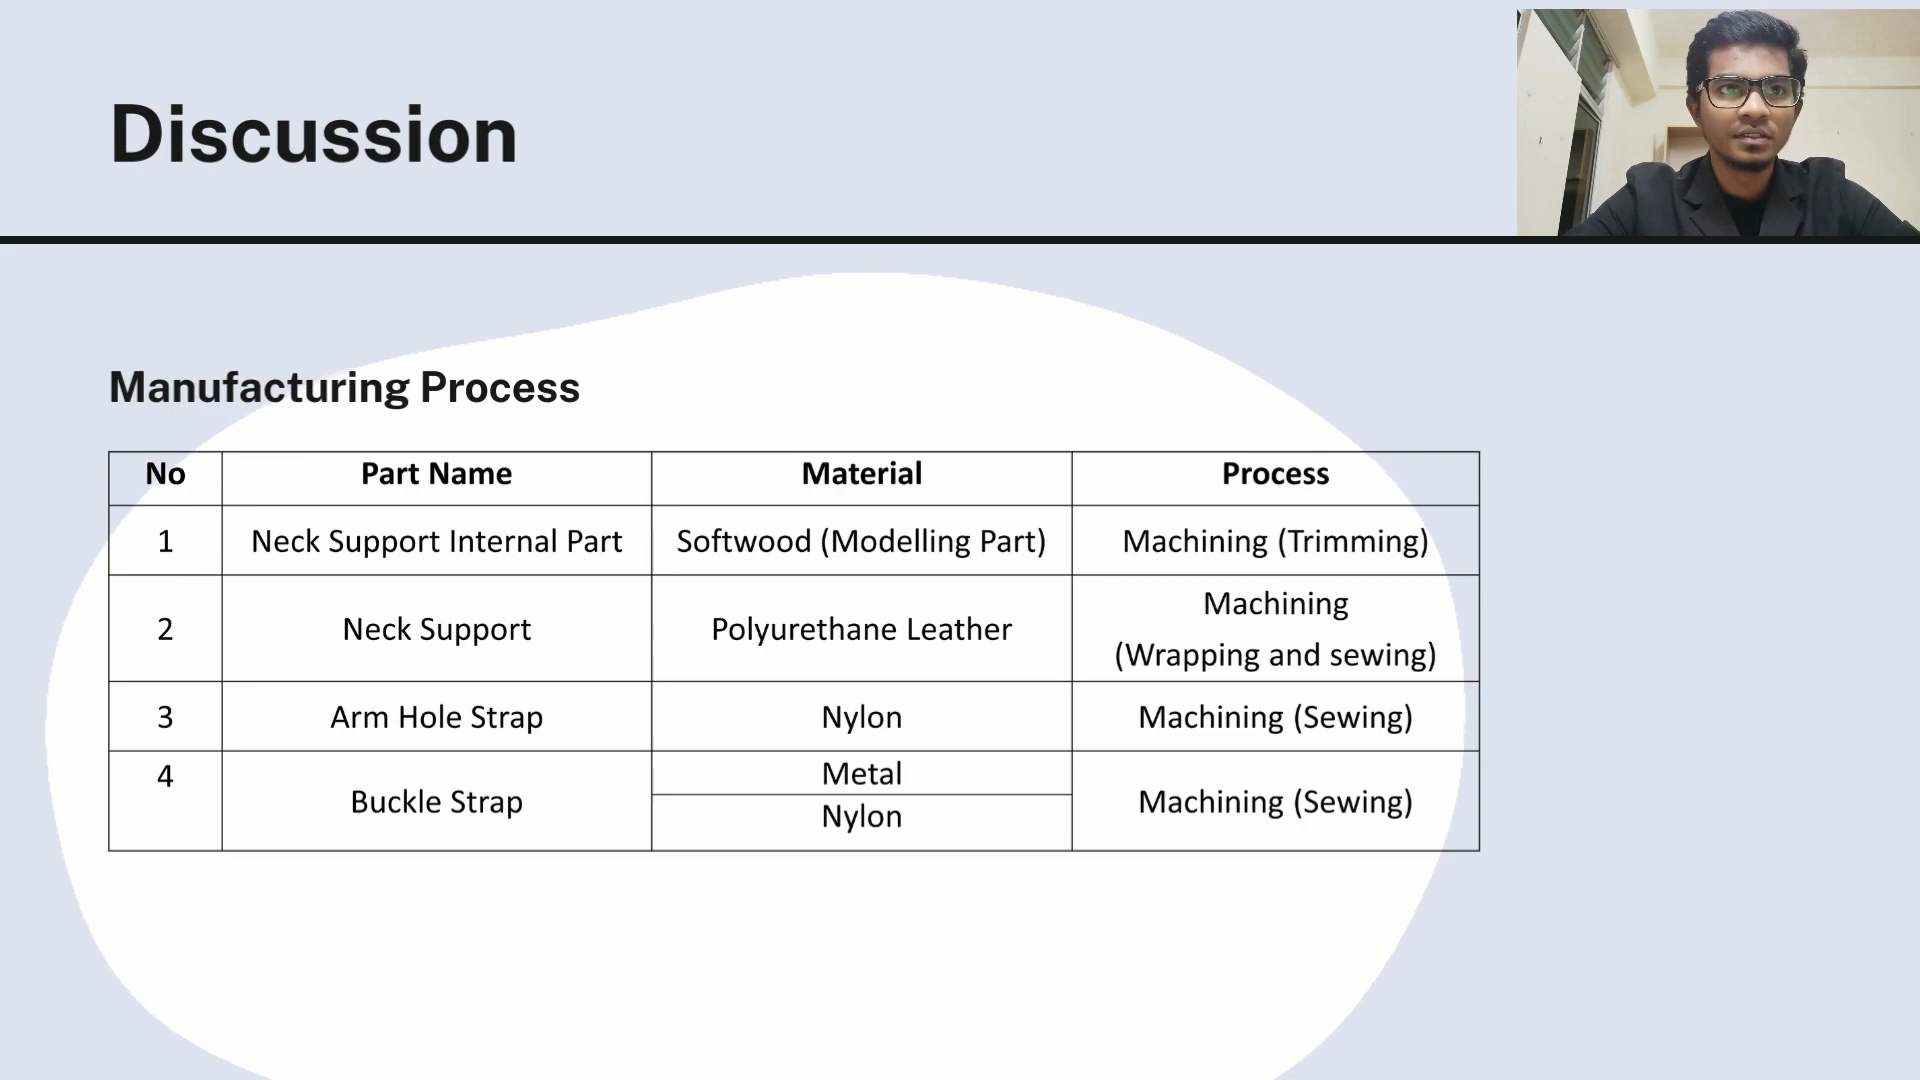 Discussion
Manufacturing Process
No Part Name Material Process
1 Neck Support Internal Part Softwood (Modelling Part) Machining (Trimming)
2 Neck Support Polyurethane Leather Machining
(Wrapping and sewing)
3 Arm Hole Strap Nylon Machining (Sewing)
4 Buckle Strap Metal Machining (Sewing)
Nylon